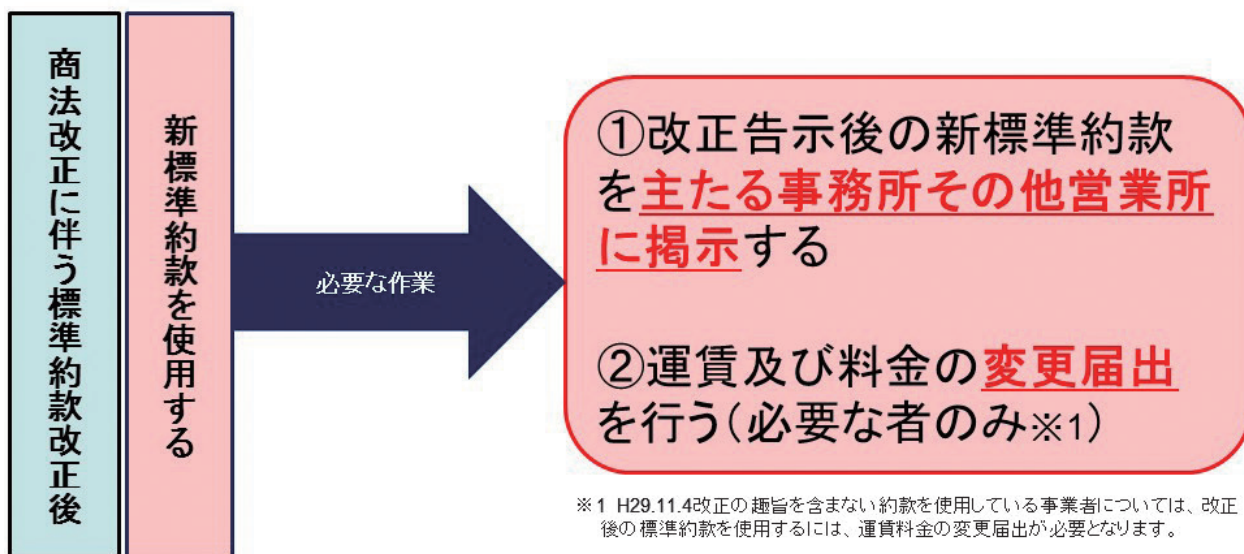 商法改正に伴う標準約款改正後
新標準約款を使用する
必要な作業
①改正告示後の新標準約款
を主たる事務所その他営業所
に掲示する
②運賃及び料金の変更届出
を行う(必要な者のみ※1)
※1 H29.11.4改正の趣旨を含まない約款を使用している事業者については、改正
後の標準約款を使用するには、運賃料金の変更届出が必要となります。